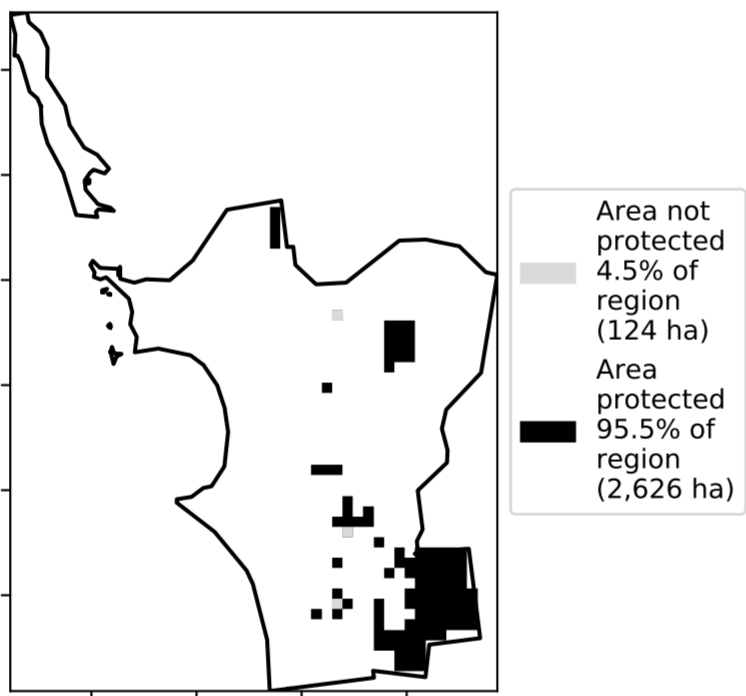 Area not
protected
4.5% of
region
(124 ha)
Area
protected
95.5% of
region
(2,626 ha)